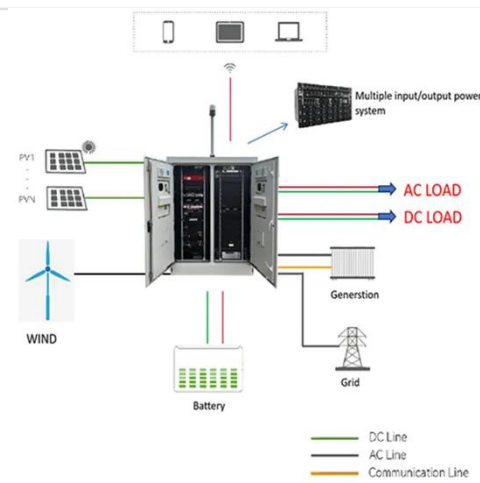 Multiple input/output power
system
PV1
PVN
AC LOAD
DC LOAD
WIND
Generstion
Grid
Battery
DC Line
AC Line
Communication Line